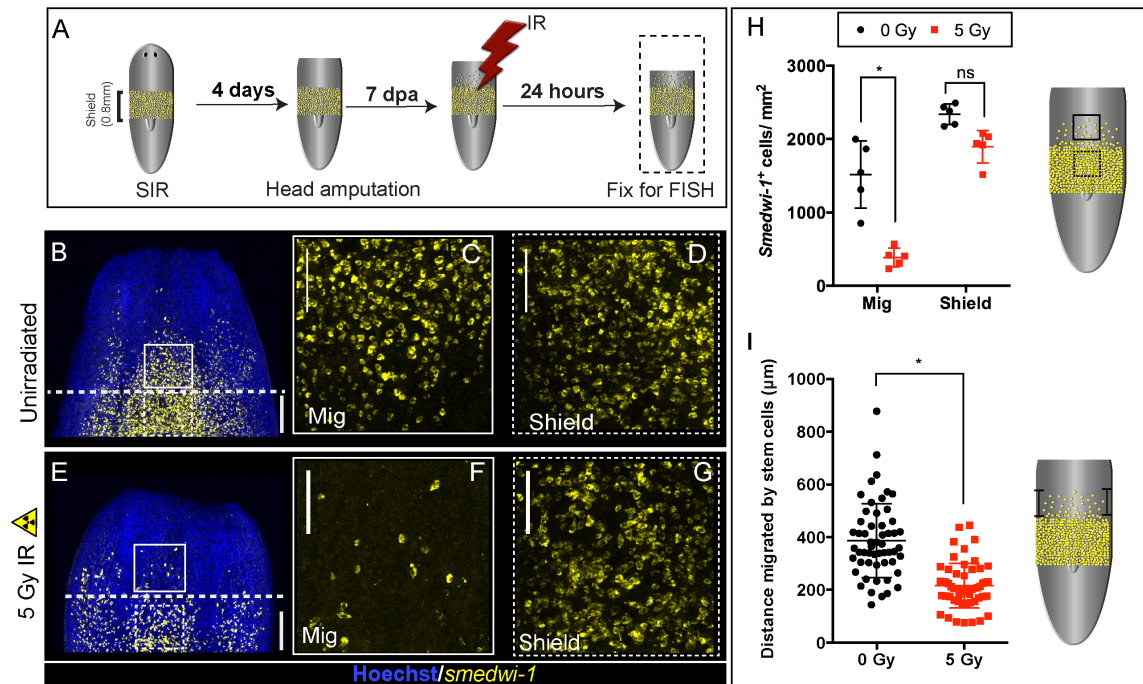 A
IR
Shield
(0.8mm)
4 days
7 dpa
24 hours
SIR
Head amputation
Fix for FISH
B
C
D
Unirradiated
Mig
Shield
E
F
G
5 Gy IR
Mig
Shield
Hoechst/smedwi-1
H
0 Gy
5 Gy
*
ns
Smedwi-1+ cells/ mm²
3000
2000
1000
0
Mig
Shield
I
*
Distance migrated by stem cells (µm)
1000
800
600
400
200
0
0 Gy
5 Gy